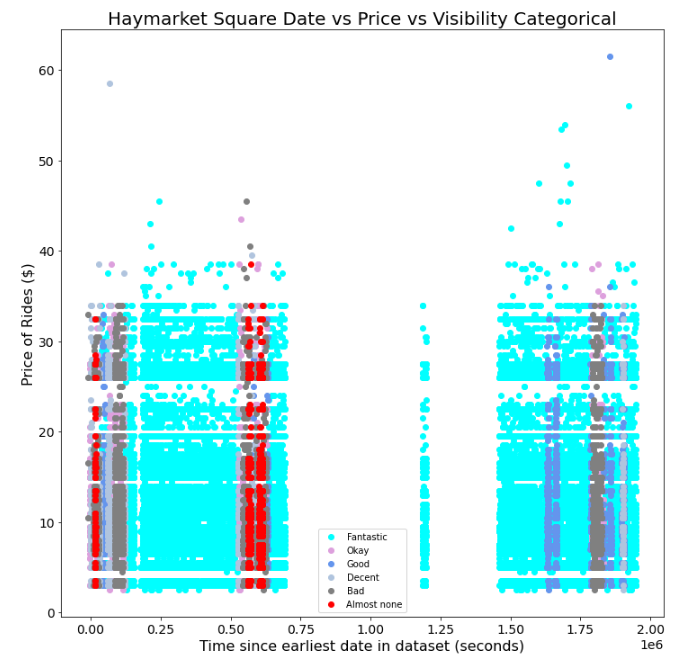 Haymarket Square Date vs Price vs Visibility Categorical
60
50
40
30
20
10
0
Price of Rides ($)
Fantastic
Okay
Good
Decent
Bad
Almost none
0.00 0.25 0.50 0.75 1.00 1.25 1.50 1.75 2.00
1e6
Time since earliest date in dataset (seconds)